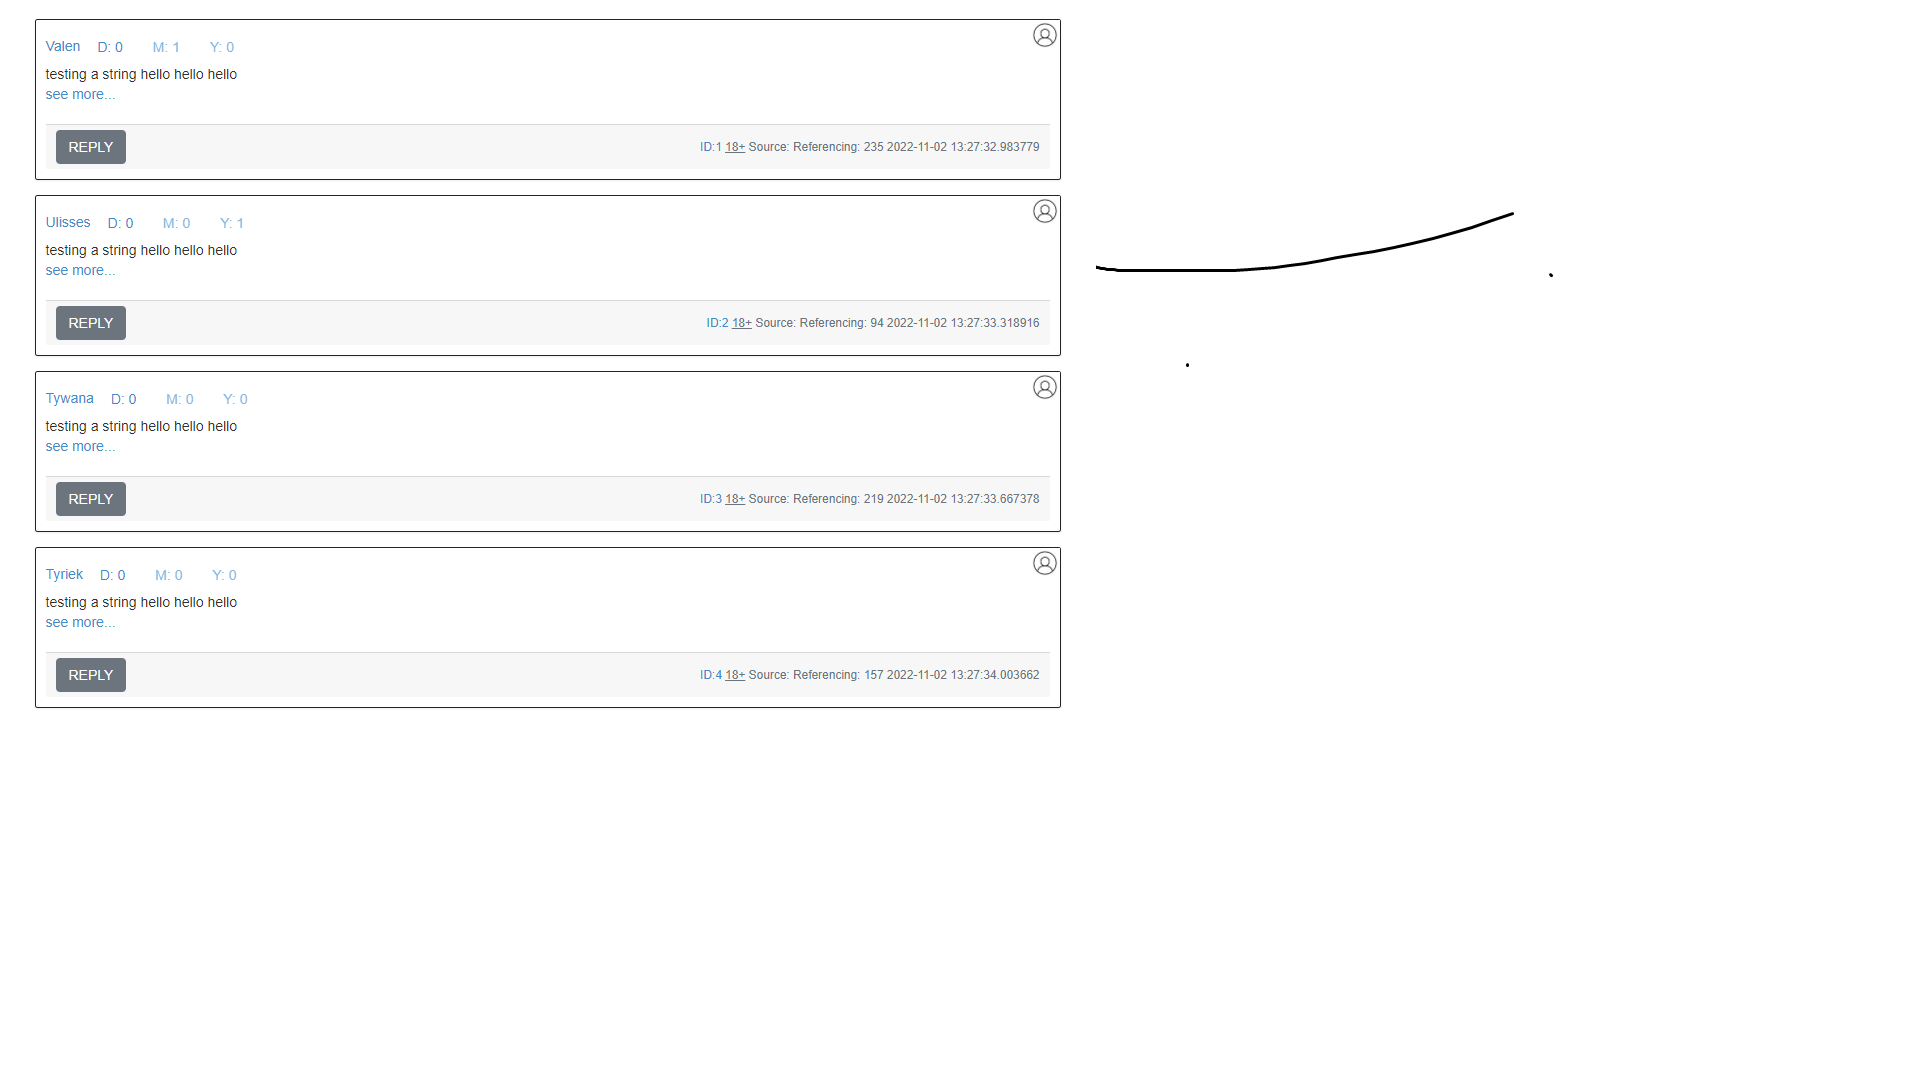 Valen D: 0 M: 1 Y: 0
testing a string hello hello hello
see more...
REPLY ID:1 18+ Source: Referencing: 235 2022-11-02 13:27:32.983779
Ulisses D: 0 M: 0 Y: 1
testing a string hello hello hello
see more...
REPLY ID:2 18+ Source: Referencing: 94 2022-11-02 13:27:33.318916
Tywana D: 0 M: 0 Y: 0
testing a string hello hello hello
see more...
REPLY ID:3 18+ Source: Referencing: 219 2022-11-02 13:27:33.667378
Tyriek D: 0 M: 0 Y: 0
testing a string hello hello hello
see more...
REPLY ID:4 18+ Source: Referencing: 157 2022-11-02 13:27:34.003662